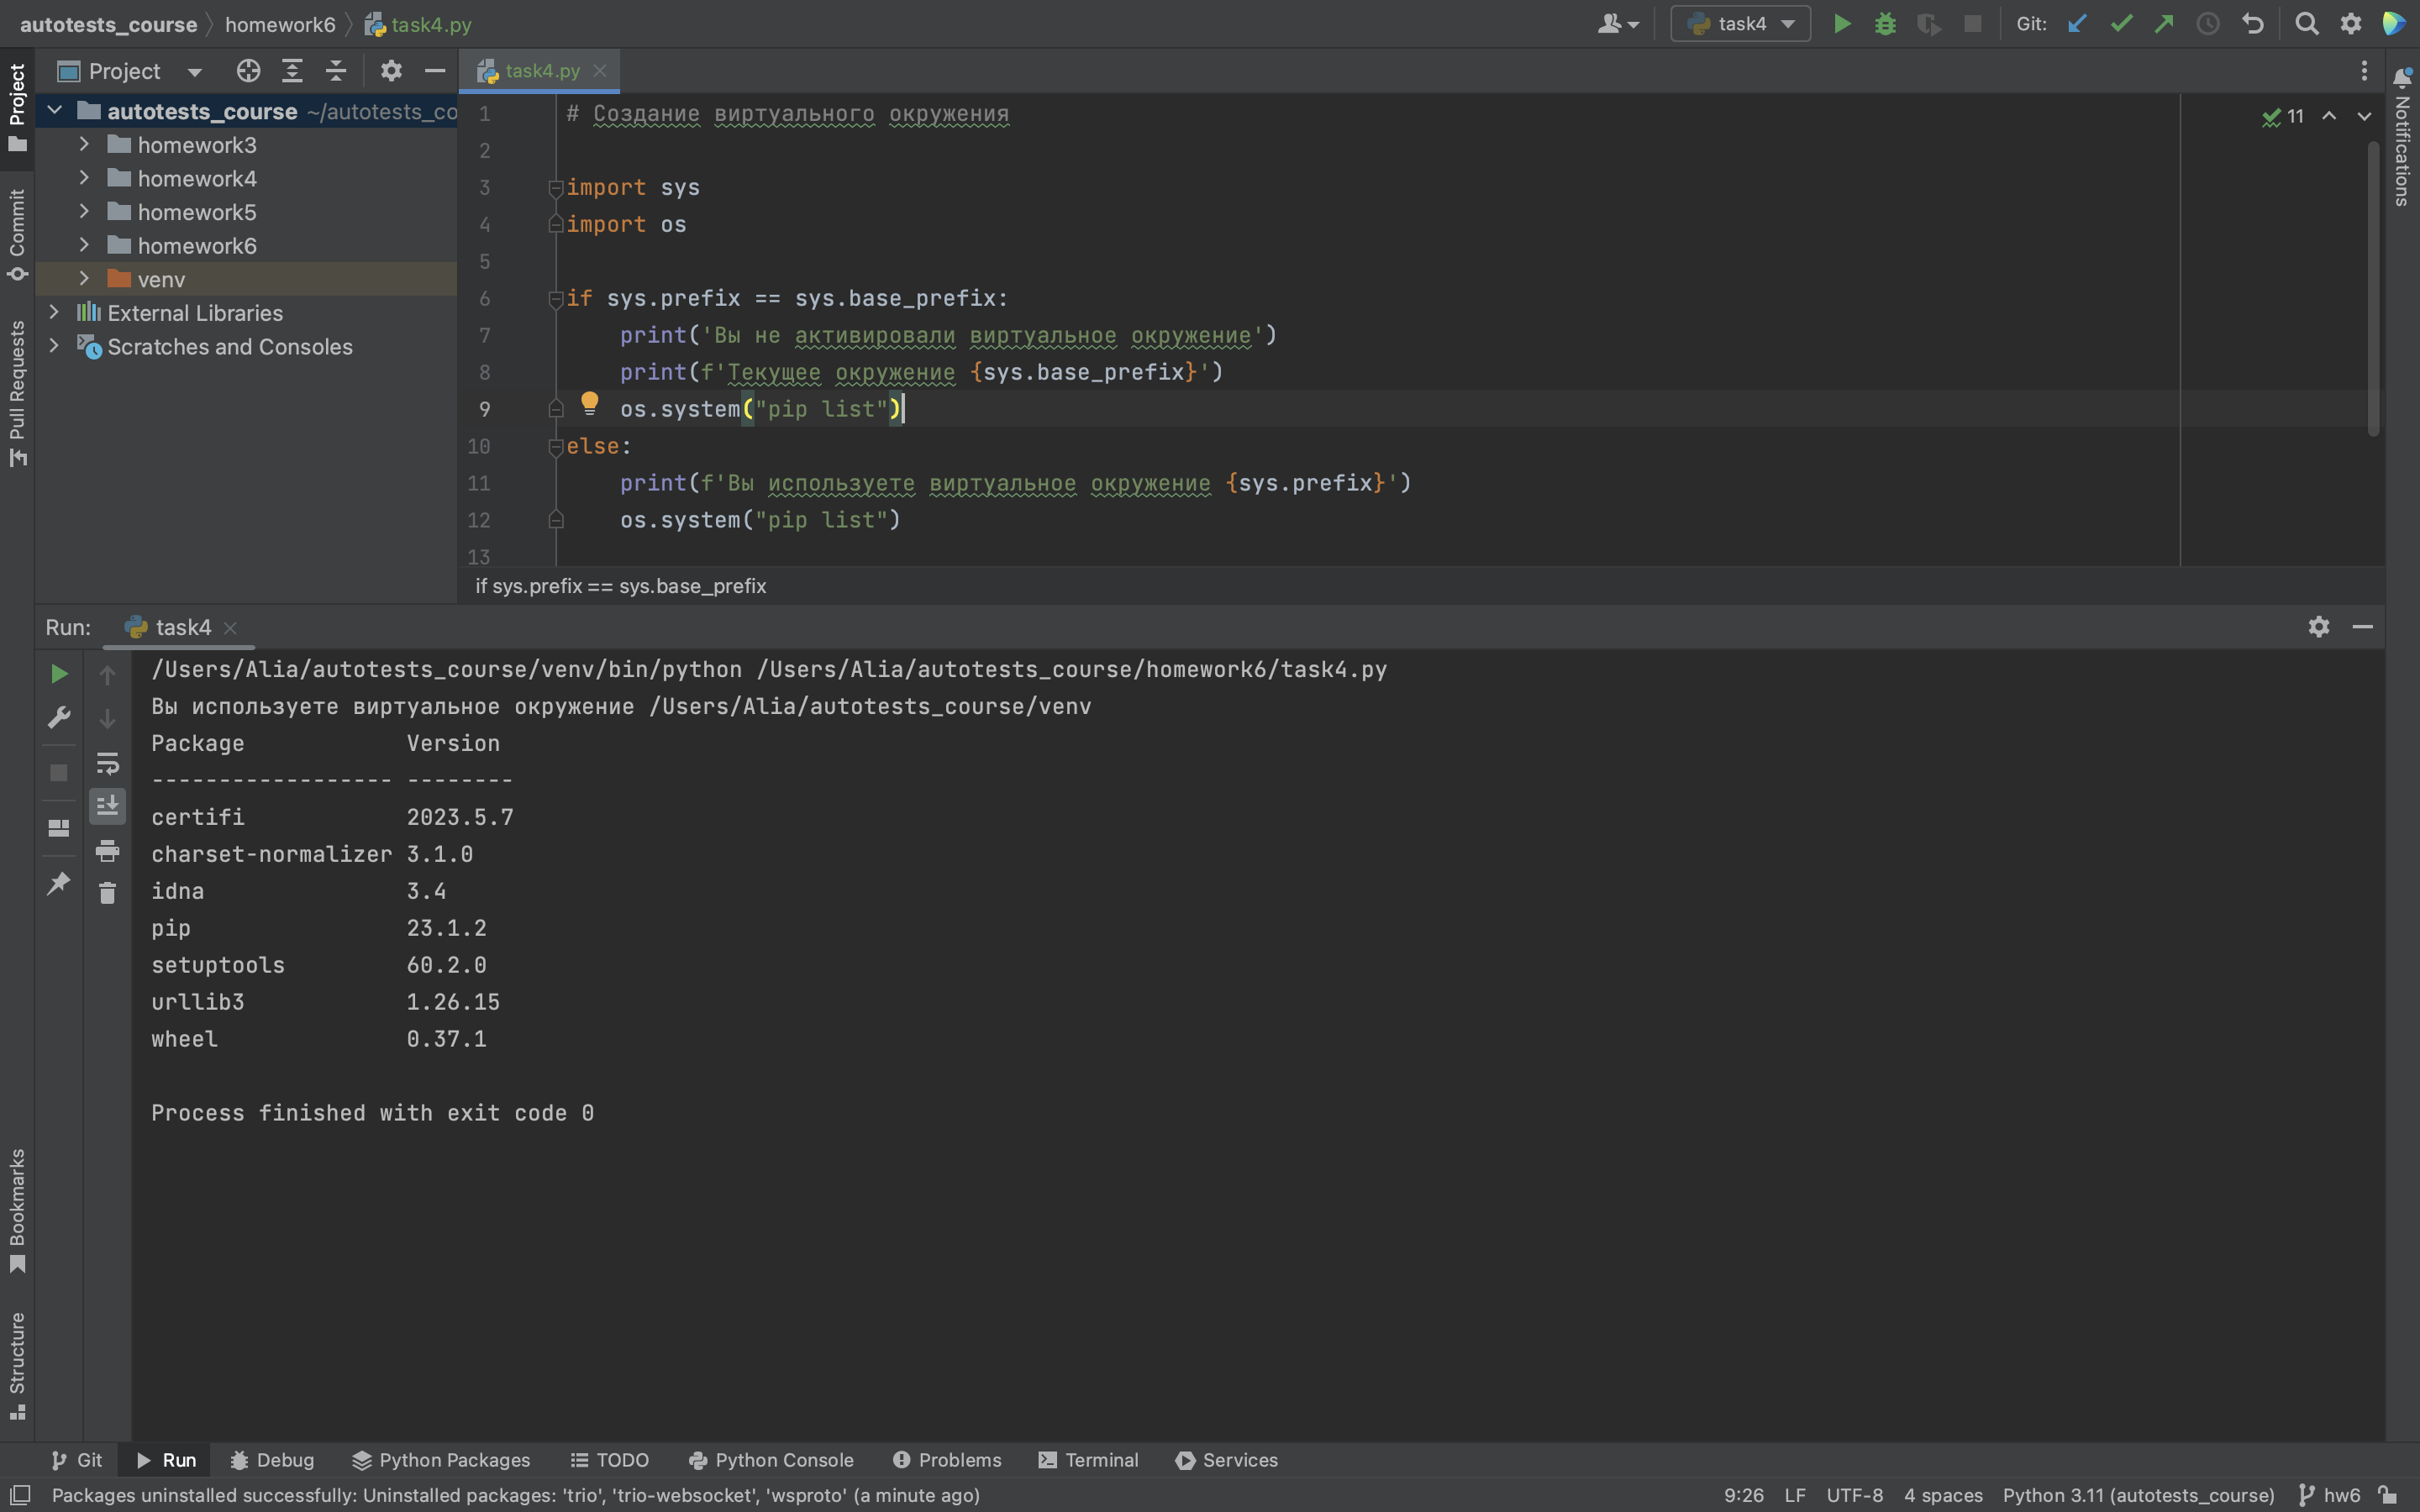 autotests_course homework6 task4.py
task4
Git:
Project
task4.py
autotests_course ~/autotests_co
homework3
homework4
homework5
homework6
venv
External Libraries
Scratches and Consoles
Project
Commit
Pull Requests
Bookmarks
Structure
Notifications
11
1 # Создание виртуального окружения
2
3 import sys
4 import os
5
6 if sys.prefix == sys.base_prefix:
7 print('Вы не активировали виртуальное окружение')
8 print(f'Текущее окружение {sys.base_prefix}')
9 os.system("pip list")
10 else:
11 print(f'Вы используете виртуальное окружение {sys.prefix}')
12 os.system("pip list")
13
if sys.prefix == sys.base_prefix
Run: task4
/Users/Alia/autotests_course/venv/bin/python /Users/Alia/autotests_course/homework6/task4.py
Вы используете виртуальное окружение /Users/Alia/autotests_course/venv
Package Version
------------------ --------
certifi 2023.5.7
charset-normalizer 3.1.0
idna 3.4
pip 23.1.2
setuptools 60.2.0
urllib3 1.26.15
wheel 0.37.1
Process finished with exit code 0
Git Run Debug Python Packages TODO Python Console Problems Terminal Services
Packages uninstalled successfully: Uninstalled packages: 'trio', 'trio-websocket', 'wsproto' (a minute ago) 9:26 LF UTF-8 4 spaces Python 3.11 (autotests_course) hw6